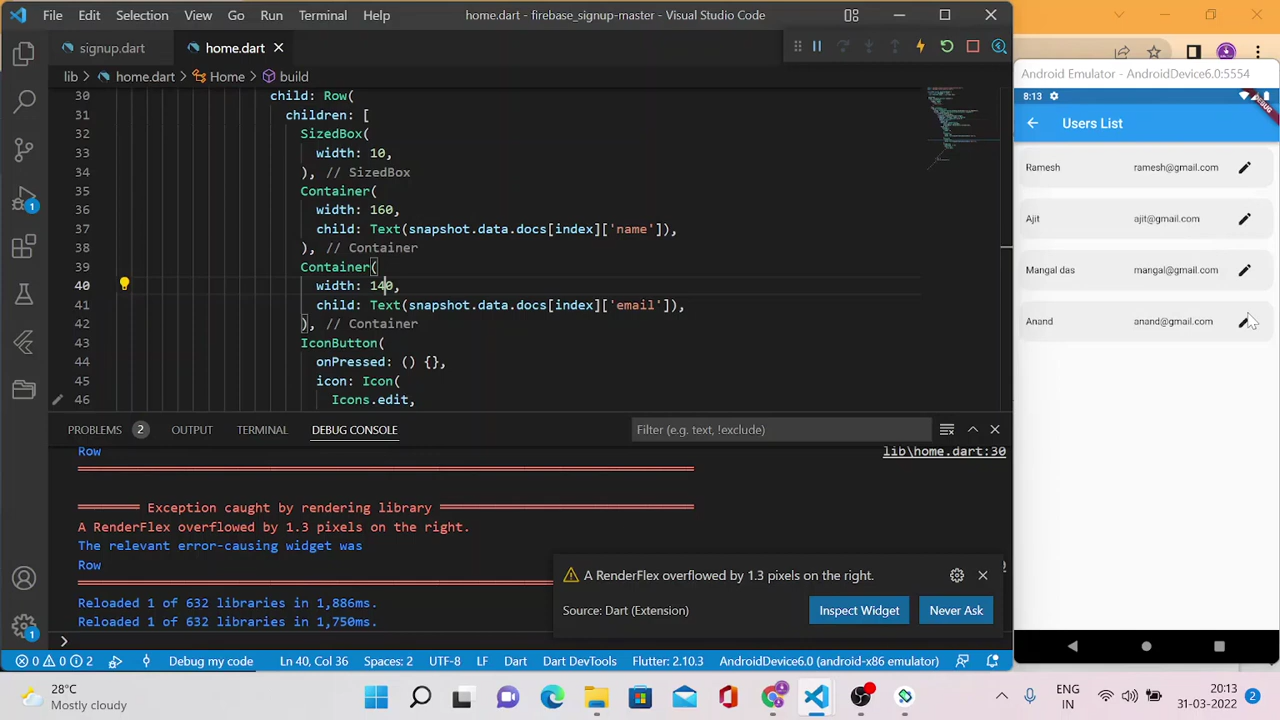 File Edit Selection View Go Run Terminal Help home.dart - firebase_signup-master - Visual Studio Code
signup.dart home.dart
lib > home.dart > Home > build
30 child: Row(
31 children: [
32 SizedBox(
33 width: 10,
34 ), // SizedBox
35 Container(
36 width: 160,
37 child: Text(snapshot.data.docs[index]['name']),
38 ), // Container
39 Container(
40 width: 140,
41 child: Text(snapshot.data.docs[index]['email']),
42 ), // Container
43 IconButton(
44 onPressed: () {},
45 icon: Icon(
46 Icons.edit,
PROBLEMS 2 OUTPUT TERMINAL DEBUG CONSOLE Filter (e.g. text, !exclude)
Row lib\home.dart:30
Exception caught by rendering library
A RenderFlex overflowed by 1.3 pixels on the right.
The relevant error-causing widget was
Row
Reloaded 1 of 632 libraries in 1,886ms.
Reloaded 1 of 632 libraries in 1,750ms.
A RenderFlex overflowed by 1.3 pixels on the right.
Source: Dart (Extension) Inspect Widget Never Ask
1
1
0 0 2 Debug my code Ln 40, Col 36 Spaces: 2 UTF-8 LF Dart Dart DevTools Flutter: 2.10.3 AndroidDevice6.0 (android-x86 emulator)
Android Emulator - AndroidDevice6.0:5554
8:13
DEBUG
Users List
Ramesh ramesh@gmail.com
Ajit ajit@gmail.com
Mangal das mangal@gmail.com
Anand anand@gmail.com
28°C
Mostly cloudy
ENG
IN
20:13
31-03-2022
2